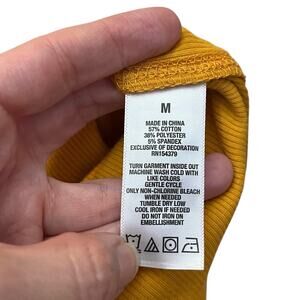 M
MADE IN CHINA
57% COTTON
38% POLYESTER
5% SPANDEX
EXCLUSIVE OF DECORATION
RN154379
TURN GARMENT INSIDE OUT
MACHINE WASH COLD WITH
LIKE COLORS
GENTLE CYCLE
ONLY NON-CHLORINE BLEACH
WHEN NEEDED
TUMBLE DRY LOW
COOL IRON IF NEEDED
DO NOT IRON ON
EMBELLISHMENT